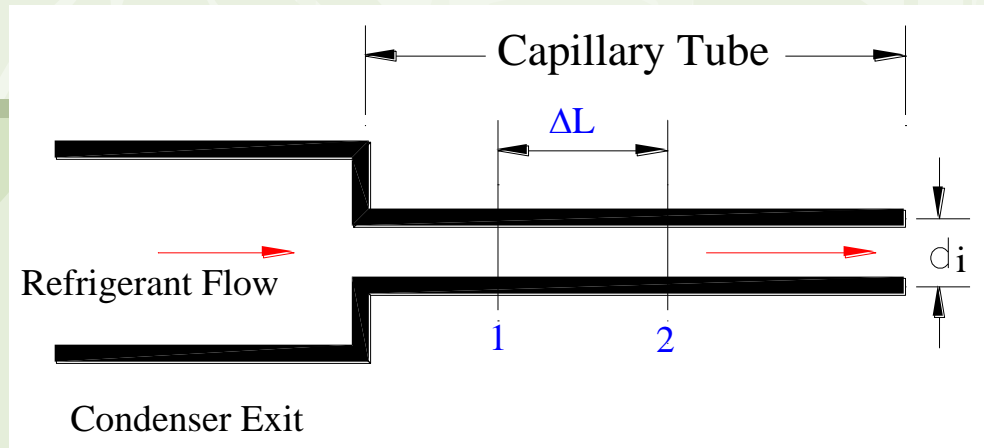 Capillary Tube
ΔL
di
Refrigerant Flow
1 2
Condenser Exit